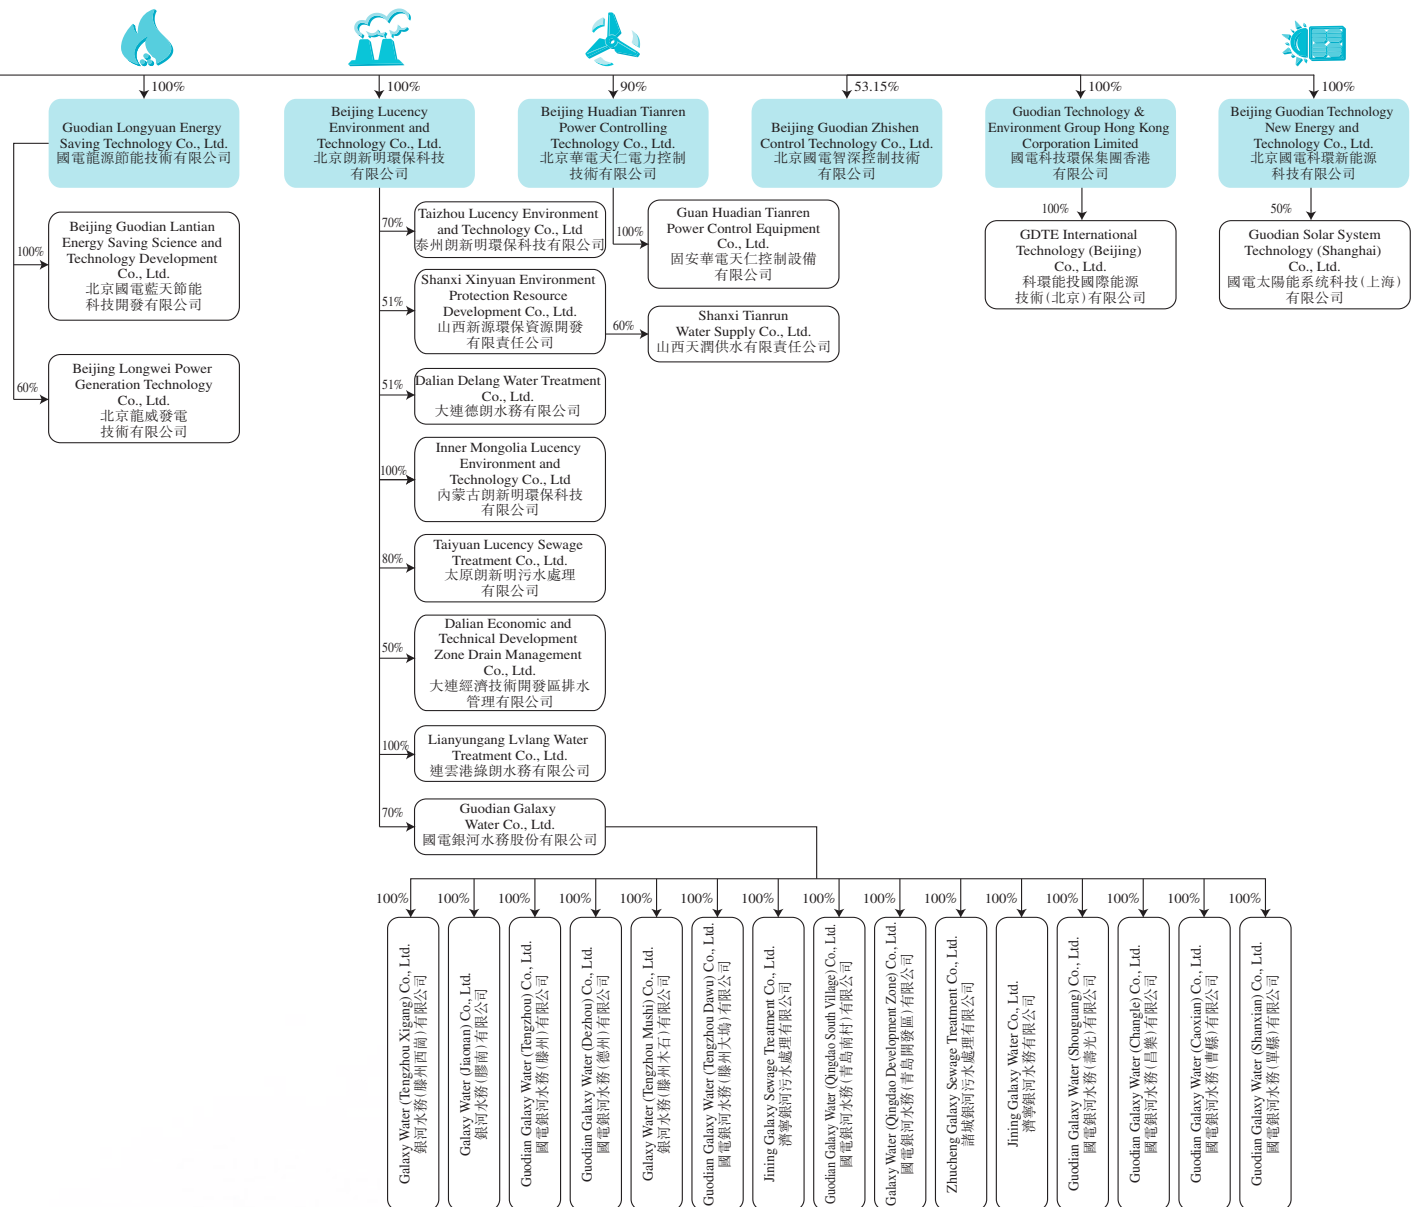 100%
100%
90%
53.15%
100%
100%
Guodian Longyuan Energy
Saving Technology Co., Ltd.
國電龍源節能技術有限公司
Beijing Lucency
Environment and
Technology Co., Ltd.
北京朗新明環保科技
有限公司
Beijing Huadian Tianren
Power Controlling
Technology Co., Ltd.
北京華電天仁電力控制
技術有限公司
Beijing Guodian Zhishen
Control Technology Co., Ltd.
北京國電智深控制技術
有限公司
Guodian Technology &
Environment Group Hong Kong
Corporation Limited
國電科技環保集團香港
有限公司
Beijing Guodian Technology
New Energy and
Technology Co., Ltd.
北京國電科環新能源
科技有限公司
100%
Beijing Guodian Lantian
Energy Saving Science and
Technology Development
Co., Ltd.
北京國電藍天節能
科技開發有限公司
60%
Beijing Longwei Power
Generation Technology
Co., Ltd.
北京龍威發電
技術有限公司
70%
Taizhou Lucency Environment
and Technology Co., Ltd
泰州朗新明環保科技有限公司
51%
Shanxi Xinyuan Environment
Protection Resource
Development Co., Ltd.
山西新源環保資源開發
有限責任公司
60%
Shanxi Tianrun
Water Supply Co., Ltd.
山西天潤供水有限責任公司
51%
Dalian Delang Water Treatment
Co., Ltd.
大連德朗水務有限公司
100%
Inner Mongolia Lucency
Environment and
Technology Co., Ltd
內蒙古朗新明環保科技
有限公司
80%
Taiyuan Lucency Sewage
Treatment Co., Ltd.
太原朗新明污水處理
有限公司
50%
Dalian Economic and
Technical Development
Zone Drain Management
Co., Ltd.
大連經濟技術開發區排水
管理有限公司
100%
Lianyungang Lvlang Water
Treatment Co., Ltd.
連雲港綠朗水務有限公司
70%
Guodian Galaxy
Water Co., Ltd.
國電銀河水務股份有限公司
100%
Guan Huadian Tianren
Power Control Equipment
Co., Ltd.
固安華電天仁控制設備
有限公司
100%
GDTE International
Technology (Beijing)
Co., Ltd.
科環能投國際能源
技術(北京)有限公司
50%
Guodian Solar System
Technology (Shanghai)
Co., Ltd.
國電太陽能系統科技(上海)
有限公司
100%
Galaxy Water (Tengzhou Xigang) Co., Ltd.
銀河水務(滕州西崗)有限公司
100%
Galaxy Water (Jiaonan) Co., Ltd.
銀河水務(膠南)有限公司
100%
Guodian Galaxy Water (Tengzhou) Co., Ltd.
國電銀河水務(滕州)有限公司
100%
Guodian Galaxy Water (Dezhou) Co., Ltd.
國電銀河水務(德州)有限公司
100%
Galaxy Water (Tengzhou Mushi) Co., Ltd.
銀河水務(滕州木石)有限公司
100%
Guodian Galaxy Water (Tengzhou Dawu) Co., Ltd.
國電銀河水務(滕州大塢)有限公司
100%
Jining Galaxy Sewage Treatment Co., Ltd.
濟寧銀河污水處理有限公司
100%
Guodian Galaxy Water (Qingdao South Village) Co., Ltd.
國電銀河水務(青島南村)有限公司
100%
Galaxy Water (Qingdao Development Zone) Co., Ltd.
國電銀河水務(青島開發區)有限公司
100%
Zhucheng Galaxy Sewage Treatment Co., Ltd.
諸城銀河污水處理有限公司
100%
Jining Galaxy Water Co., Ltd.
濟寧銀河水務有限公司
100%
Guodian Galaxy Water (Shouguang) Co., Ltd.
國電銀河水務(壽光)有限公司
100%
Guodian Galaxy Water (Changle) Co., Ltd.
國電銀河水務(昌樂)有限公司
100%
Guodian Galaxy Water (Caoxian) Co., Ltd.
國電銀河水務(曹縣)有限公司
100%
Guodian Galaxy Water (Shanxian) Co., Ltd.
國電銀河水務(單縣)有限公司